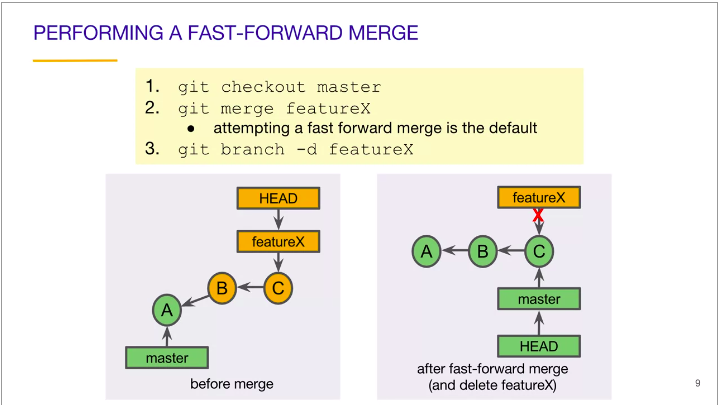 PERFORMING A FAST-FORWARD MERGE
1. git checkout master
2. git merge featureX
● attempting a fast forward merge is the default
3. git branch -d featureX
HEAD
featureX
B
C
A
master
before merge
featureX
X
A
B
C
master
HEAD
after fast-forward merge
(and delete featureX)
9